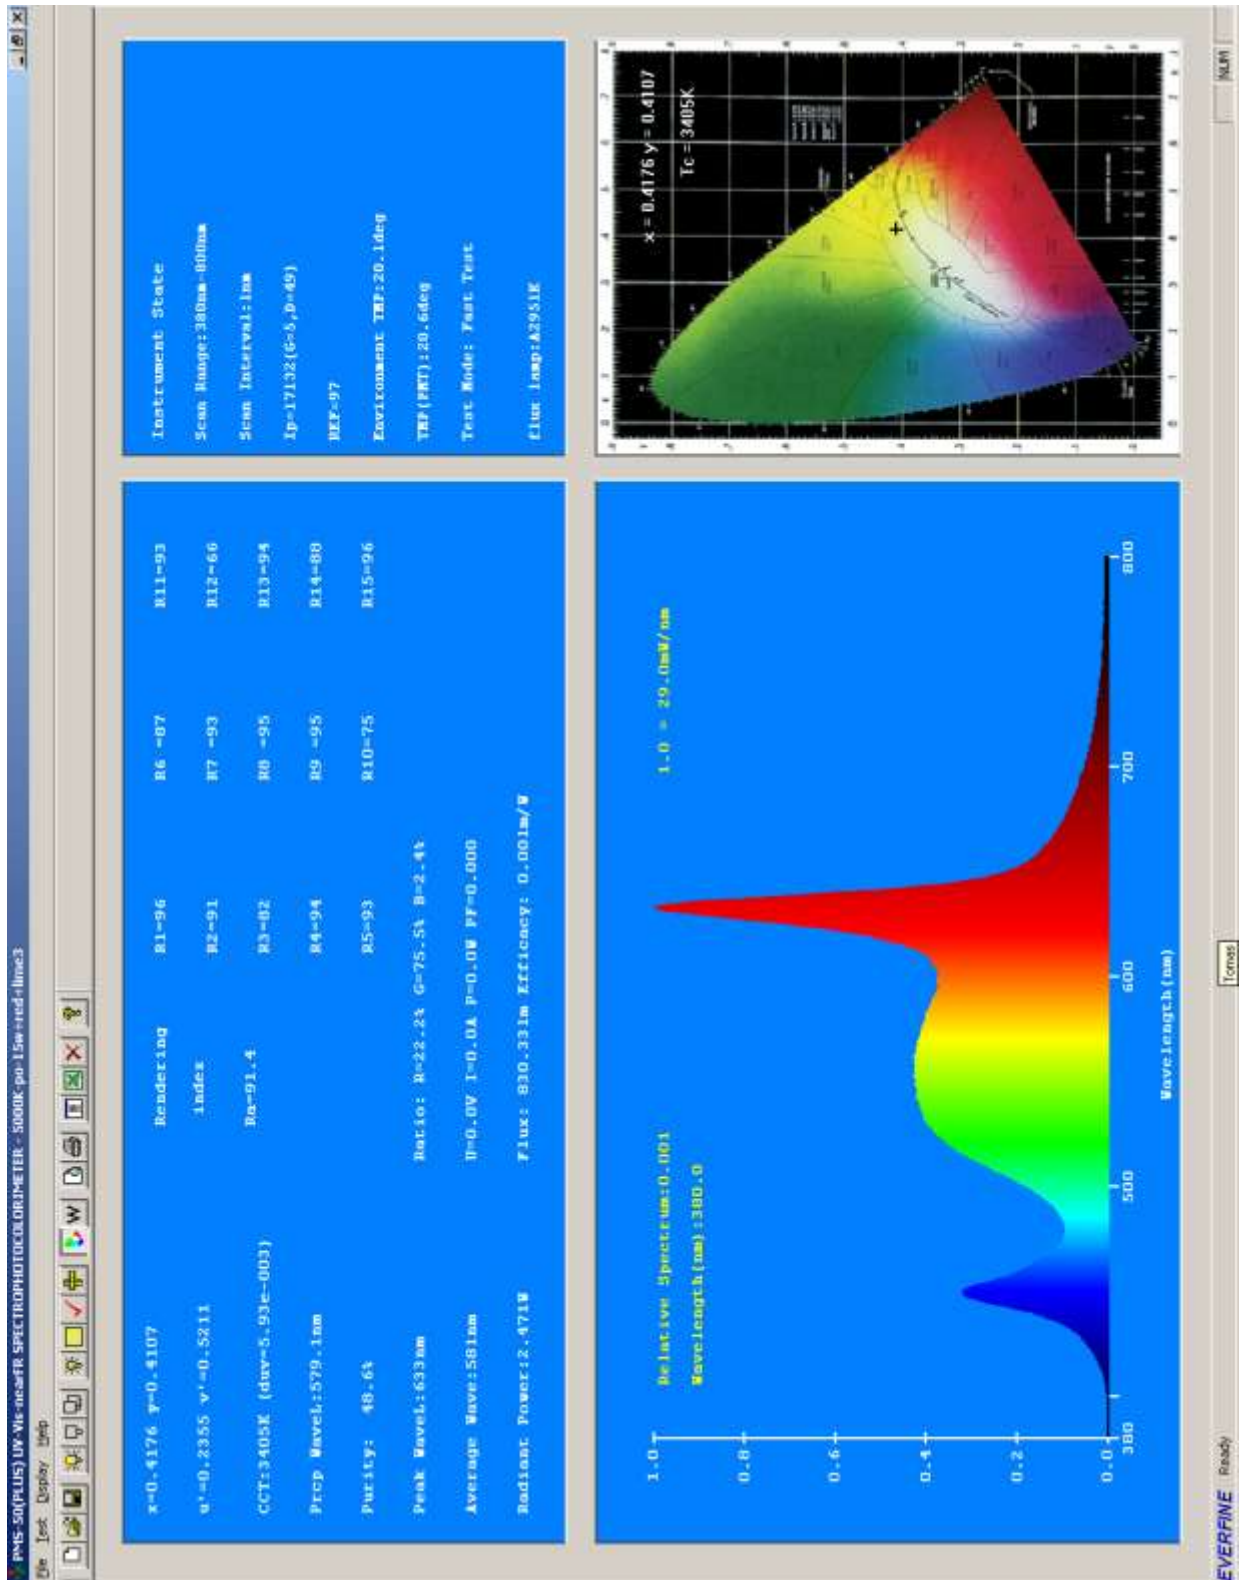 PMS-50(PLUS) UV-Vis-nearFR SPECTROPHOTOCOLORIMETER - 5000K-po-15w+red+lime3
File Test Display Help
W
?
x=0.4176 y=0.4107
u'=0.2355 v'=0.5211
CCT:3405K (duv=5.93e-003)
Prcp WaveL:579.1nm
Purity: 48.6%
Peak WaveL:633nm
Average Wave:581nm
Radiant Power:2.471W
Rendering
index
Ra=91.4
R1=96 R6 =87 R11=93
R2=91 R7 =93 R12=66
R3=82 R8 =95 R13=94
R4=94 R9 =95 R14=88
R5=93 R10=75 R15=96
Ratio: R=22.2% G=75.5% B=2.4%
U=0.0V I=0.0A P=0.0W PF=0.000
Flux: 830.33lm Efficacy: 0.00lm/W
Instrument State
Scan Range:380nm-800nm
Scan Interval:1nm
Ip=17132(G=5,D=49)
REF=97
Environment TMP:20.1deg
TMP(PMT):20.6deg
Test Mode: Fast Test
flux lamp:A2951K
Relative Spectrum:0.001
Wavelength(nm):380.0
1.0 = 29.0mW/nm
1.0
0.8
0.6
0.4
0.2
0.0
380 500 600 700 800
Wavelength(nm)
x = 0.4176 y = 0.4107
Tc = 3405K
EVERFINE Ready
Tomas
NUM